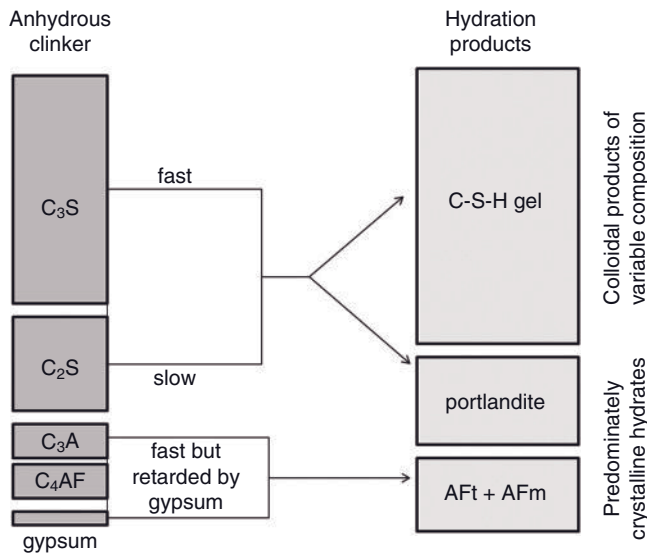 Anhydrous
clinker
Hydration
products
C₃S
fast
C-S-H gel
Colloidal products of
variable composition
C₂S
slow
portlandite
Predominately
crystalline hydrates
C₃A
fast but
retarded by
gypsum
C₄AF
AFt + AFm
gypsum